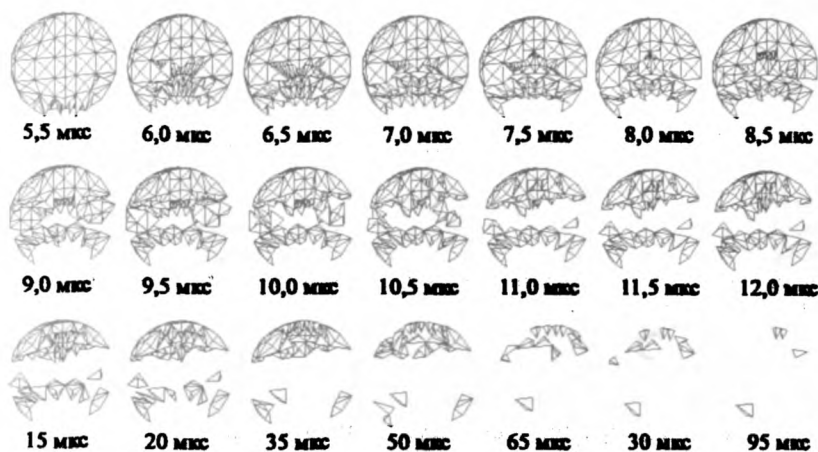 5,5 мкс 6,0 мкс 6,5 мкс 7,0 мкс 7,5 мкс 8,0 мкс 8,5 мкс
9,0 мкс 9,5 мкс 10,0 мкс 10,5 мкс 11,0 мкс 11,5 мкс 12,0 мкс
15 мкс 20 мкс 35 мкс 50 мкс 65 мкс 30 мкс 95 мкс